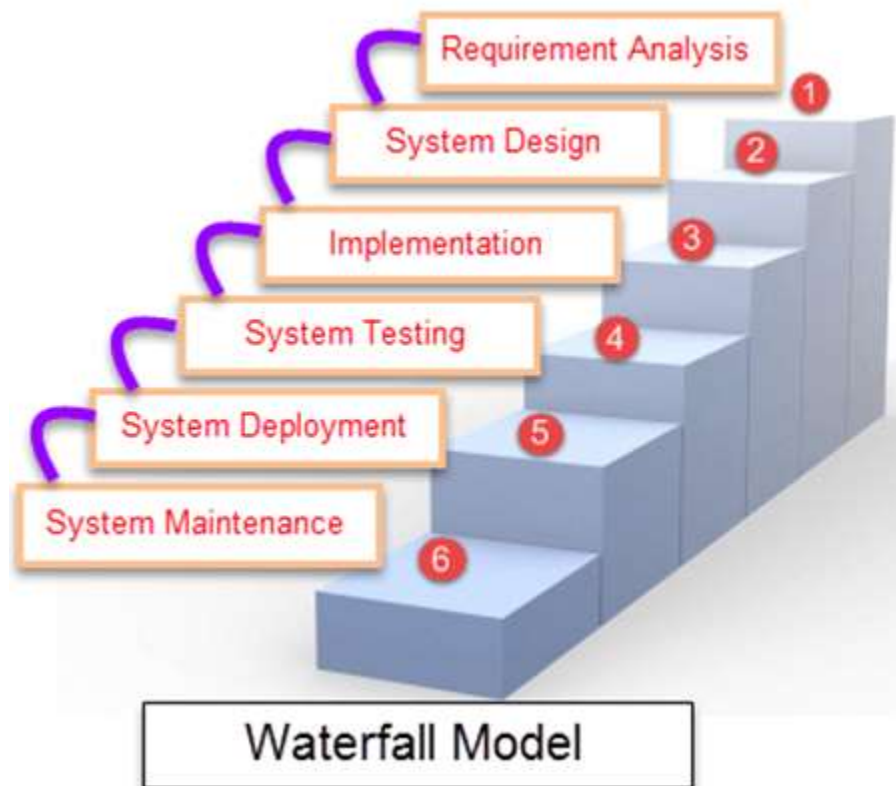 Requirement Analysis
1
System Design
2
Implementation
3
System Testing
4
System Deployment
5
System Maintenance
6
Waterfall Model